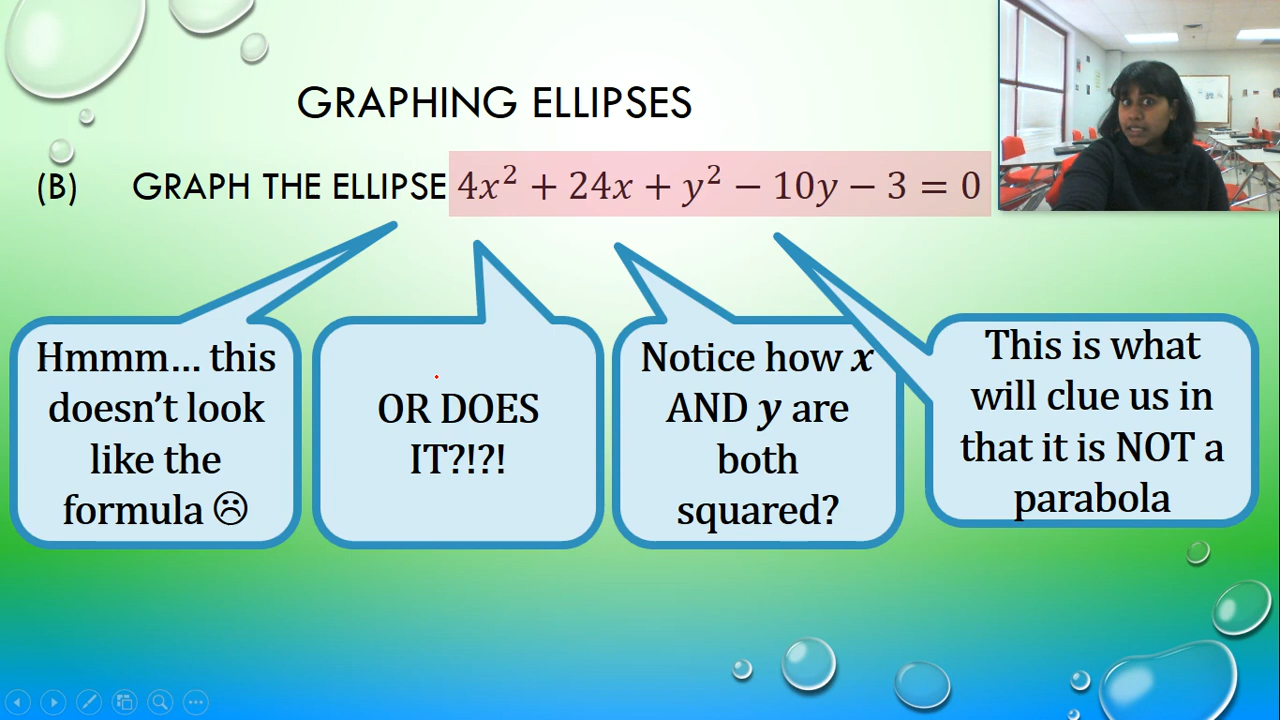 GRAPHING ELLIPSES
(B) GRAPH THE ELLIPSE 4x² + 24x + y² − 10y − 3 = 0
Hmmm... this
doesn't look
like the
formula ☹
OR DOES
IT?!?!
Notice how x
AND y are
both
squared?
This is what
will clue us in
that it is NOT a
parabola